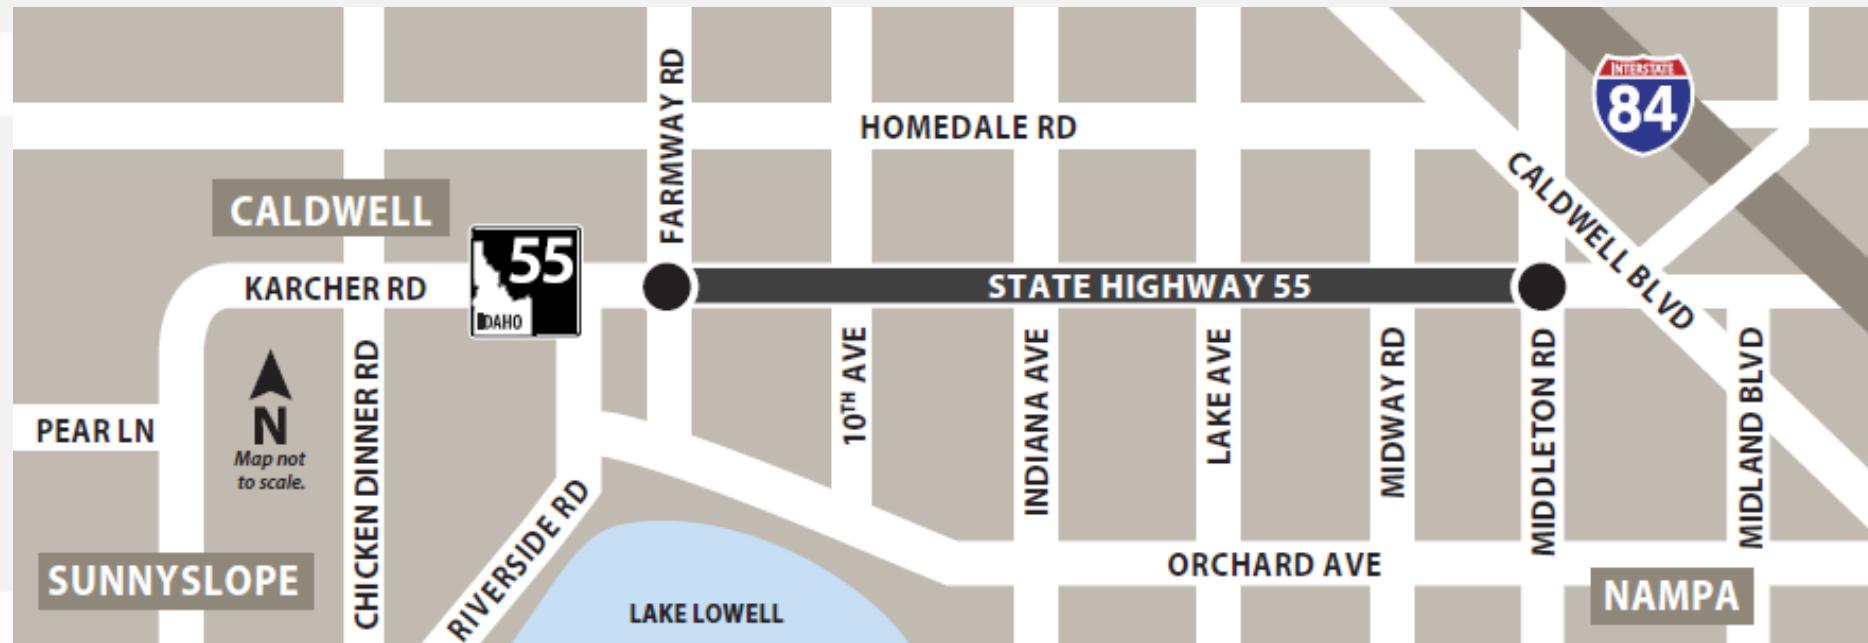 FARMWAY RD
HOMEDALE RD
INTERSTATE
84
CALDWELL BLVD
CALDWELL
55
IDAHO
KARCHER RD
STATE HIGHWAY 55
PEAR LN
N
Map not
to scale.
CHICKEN DINNER RD
RIVERSIDE RD
10TH AVE
INDIANA AVE
LAKE AVE
MIDWAY RD
MIDDLETON RD
MIDLAND BLVD
ORCHARD AVE
SUNNYSLOPE
LAKE LOWELL
NAMPA